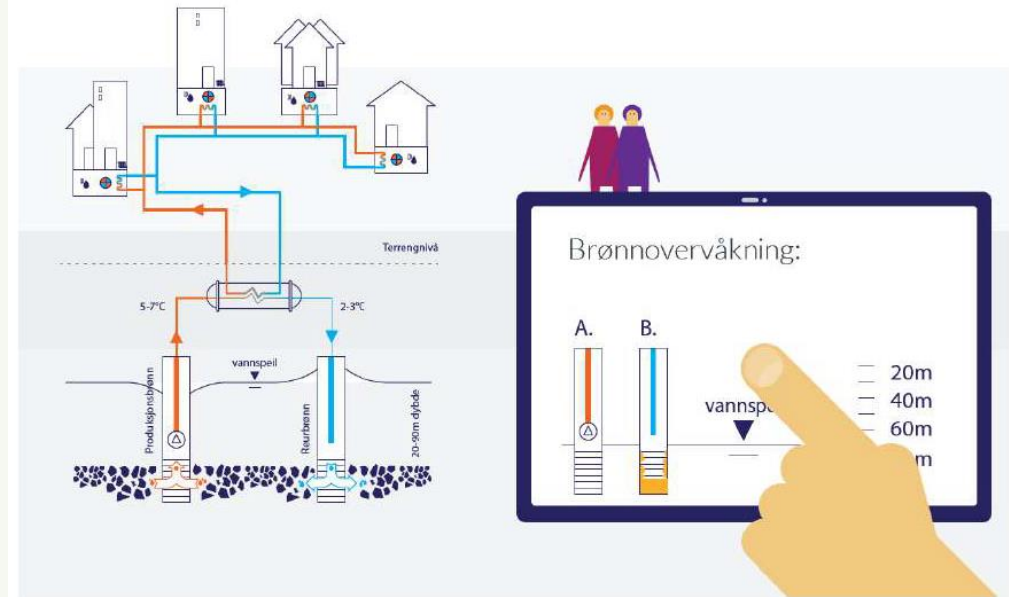 Terrengnivå
5-7°C
2-3°C
vannspeil
Produksjonsbrønn
Reurbrønn
20-90m dybde
Brønnovervåkning:
A.
B.
20m
40m
60m
m